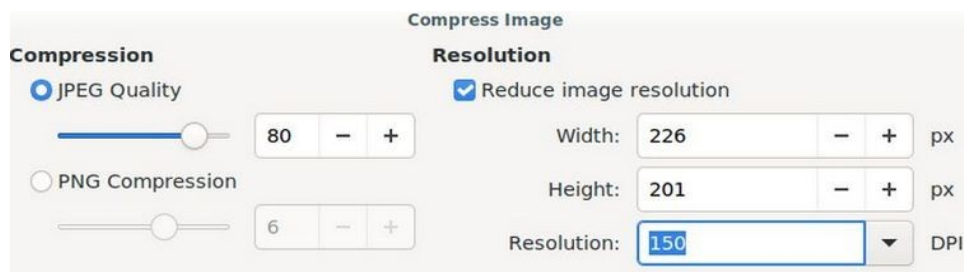 Compress Image
Compression
JPEG Quality
80 − +
PNG Compression
6 − +
Resolution
Reduce image resolution
Width: 226 − + px
Height: 201 − + px
Resolution: 150 DPI